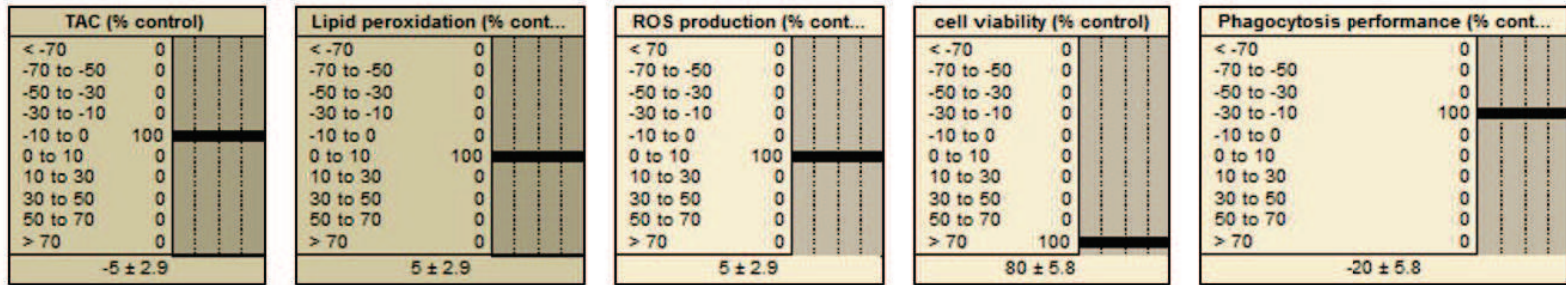 TAC (% control)
< -70 0
-70 to -50 0
-50 to -30 0
-30 to -10 0
-10 to 0 100
0 to 10 0
10 to 30 0
30 to 50 0
50 to 70 0
> 70 0
-5 ± 2.9
Lipid peroxidation (% cont...
< -70 0
-70 to -50 0
-50 to -30 0
-30 to -10 0
-10 to 0 0
0 to 10 100
10 to 30 0
30 to 50 0
50 to 70 0
> 70 0
5 ± 2.9
ROS production (% cont...
< 70 0
-70 to -50 0
-50 to -30 0
-30 to -10 0
-10 to 0 0
0 to 10 100
10 to 30 0
30 to 50 0
50 to 70 0
> 70 0
5 ± 2.9
cell viability (% control)
< -70 0
-70 to -50 0
-50 to -30 0
-30 to -10 0
-10 to 0 0
0 to 10 0
10 to 30 0
30 to 50 0
50 to 70 0
> 70 100
80 ± 5.8
Phagocytosis performance (% cont...
< -70 0
-70 to -50 0
-50 to -30 0
-30 to -10 100
-10 to 0 0
0 to 10 0
10 to 30 0
30 to 50 0
50 to 70 0
> 70 0
-20 ± 5.8